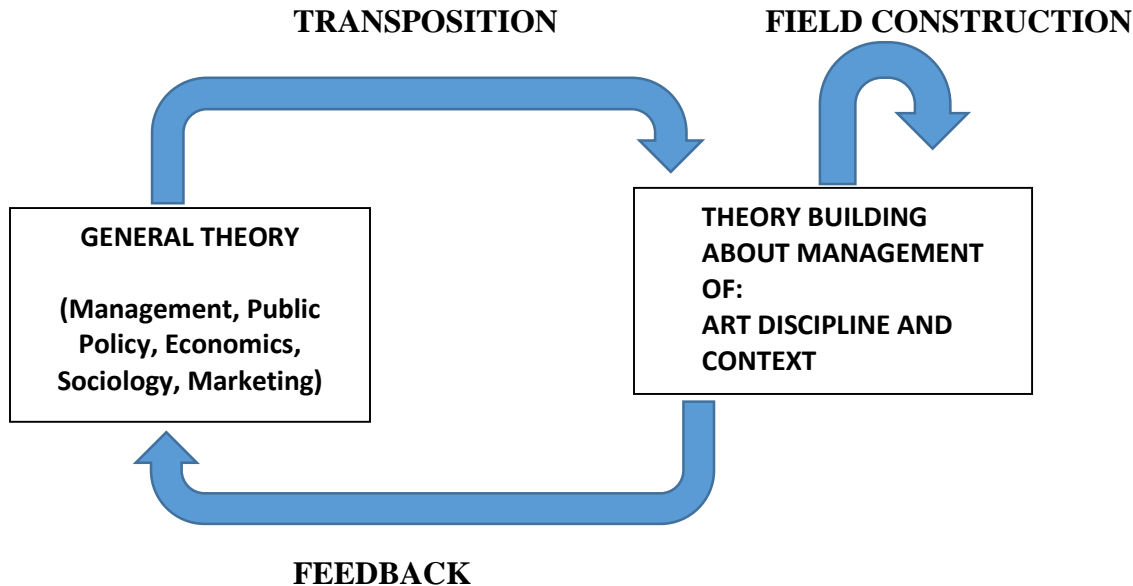 TRANSPOSITION
FIELD CONSTRUCTION
GENERAL THEORY
(Management, Public
Policy, Economics,
Sociology, Marketing)
THEORY BUILDING
ABOUT MANAGEMENT
OF:
ART DISCIPLINE AND
CONTEXT
FEEDBACK